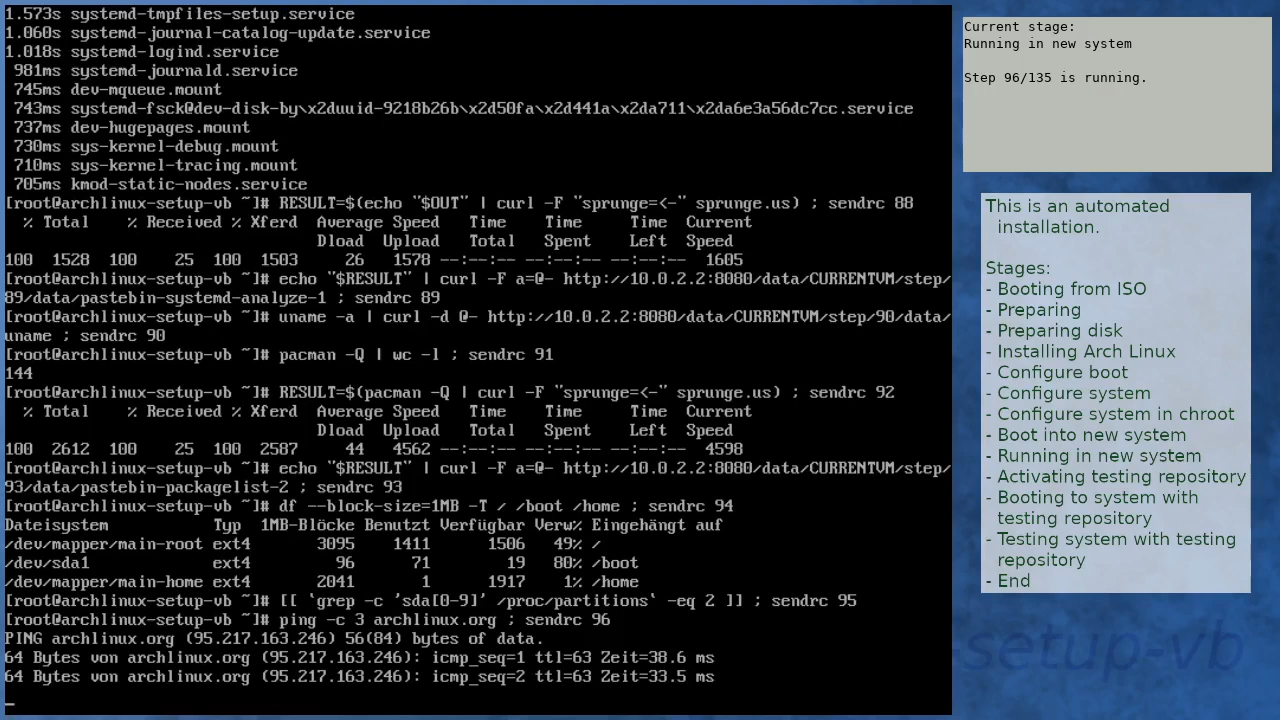 1.573s systemd-tmpfiles-setup.service
1.060s systemd-journal-catalog-update.service
1.018s systemd-logind.service
 981ms systemd-journald.service
 745ms dev-mqueue.mount
 743ms systemd-fsck@dev-disk-by\x2duuid-9218b26b\x2d50fa\x2d441a\x2da711\x2da6e3a56dc7cc.service
 737ms dev-hugepages.mount
 730ms sys-kernel-debug.mount
 710ms sys-kernel-tracing.mount
 705ms kmod-static-nodes.service
[root@archlinux-setup-vb ~]# RESULT=$(echo "$OUT" | curl -F "sprunge=<-" sprunge.us) ; sendrc 88
  % Total    % Received % Xferd  Average Speed   Time    Time     Time  Current
                                 Dload  Upload   Total   Spent    Left  Speed
100  1528  100    25  100  1503     26   1578 --:--:-- --:--:-- --:--:--  1605
[root@archlinux-setup-vb ~]# echo "$RESULT" | curl -F a=@- http://10.0.2.2:8080/data/CURRENTVM/step/
89/data/pastebin-systemd-analyze-1 ; sendrc 89
[root@archlinux-setup-vb ~]# uname -a | curl -d @- http://10.0.2.2:8080/data/CURRENTVM/step/90/data/
uname ; sendrc 90
[root@archlinux-setup-vb ~]# pacman -Q | wc -l ; sendrc 91
144
[root@archlinux-setup-vb ~]# RESULT=$(pacman -Q | curl -F "sprunge=<-" sprunge.us) ; sendrc 92
  % Total    % Received % Xferd  Average Speed   Time    Time     Time  Current
                                 Dload  Upload   Total   Spent    Left  Speed
100  2612  100    25  100  2587     44   4562 --:--:-- --:--:-- --:--:--  4598
[root@archlinux-setup-vb ~]# echo "$RESULT" | curl -F a=@- http://10.0.2.2:8080/data/CURRENTVM/step/
93/data/pastebin-packagelist-2 ; sendrc 93
[root@archlinux-setup-vb ~]# df --block-size=1MB -T / /boot /home ; sendrc 94
Dateisystem           Typ  1MB-Blöcke Benutzt Verfügbar Verw% Eingehängt auf
/dev/mapper/main-root ext4       3095    1411      1506   49% /
/dev/sda1             ext4         96      71        19   80% /boot
/dev/mapper/main-home ext4       2041       1      1917    1% /home
[root@archlinux-setup-vb ~]# [[ `grep -c 'sda[0-9]' /proc/partitions` -eq 2 ]] ; sendrc 95
[root@archlinux-setup-vb ~]# ping -c 3 archlinux.org ; sendrc 96
PING archlinux.org (95.217.163.246) 56(84) bytes of data.
64 Bytes von archlinux.org (95.217.163.246): icmp_seq=1 ttl=63 Zeit=38.6 ms
64 Bytes von archlinux.org (95.217.163.246): icmp_seq=2 ttl=63 Zeit=33.5 ms
Current stage:
Running in new system
Step 96/135 is running.
This is an automated
installation.
Stages:
- Booting from ISO
- Preparing
- Preparing disk
- Installing Arch Linux
- Configure boot
- Configure system
- Configure system in chroot
- Boot into new system
- Running in new system
- Activating testing repository
- Booting to system with
testing repository
- Testing system with testing
repository
- End
-setup-vb